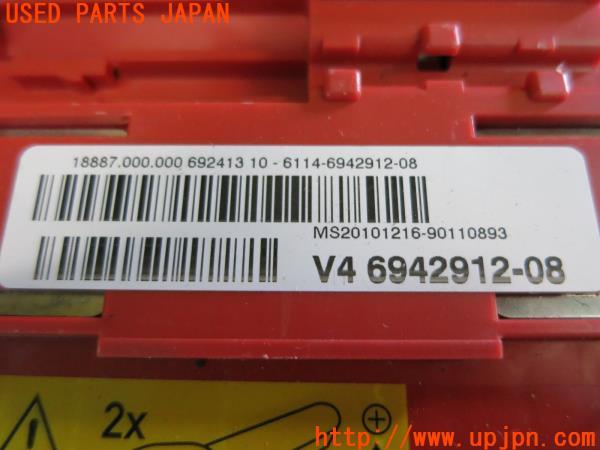 USED PARTS JAPAN
18887.000.000 692413 10 - 6114-6942912-08
MS20101216-90110893
V4 6942912-08
2x
http://www.upjpn.com